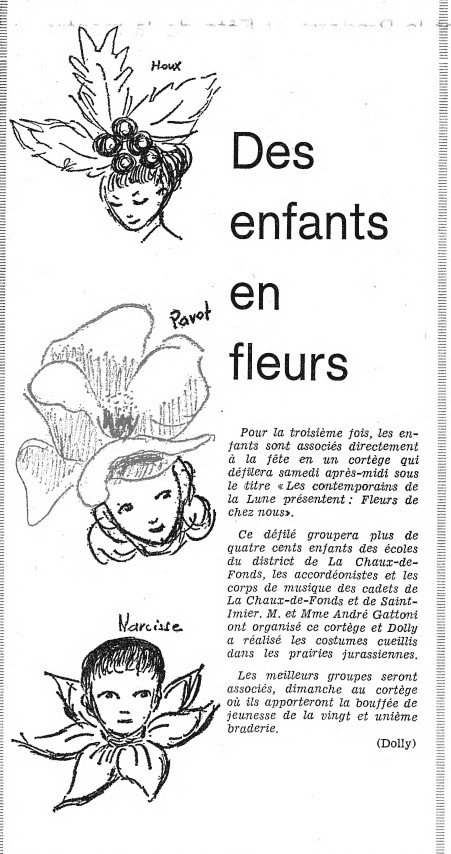 Houx
Des
enfants
en
fleurs
Pavot
Pour la troisième fois, les en-
fants sont associés directement
à la fête en un cortège qui
défilera samedi après-midi sous
le titre « Les contemporains de
la Lune présentent : Fleurs de
chez nous».
Ce défilé groupera plus de
quatre cents enfants des écoles
du district de La Chaux-de-
Fonds, les accordéonistes et les
corps de musique des cadets de
La Chaux-de-Fonds et de Saint-
Imier. M. et Mme André Gattoni
ont organisé ce cortège et Dolly
a réalisé les costumes cueillis
dans les prairies jurassiennes.
Narcisse
Les meilleurs groupes seront
associés, dimanche au cortège
où ils apporteront la bouffée de
jeunesse de la vingt et unième
braderie.
(Dolly)